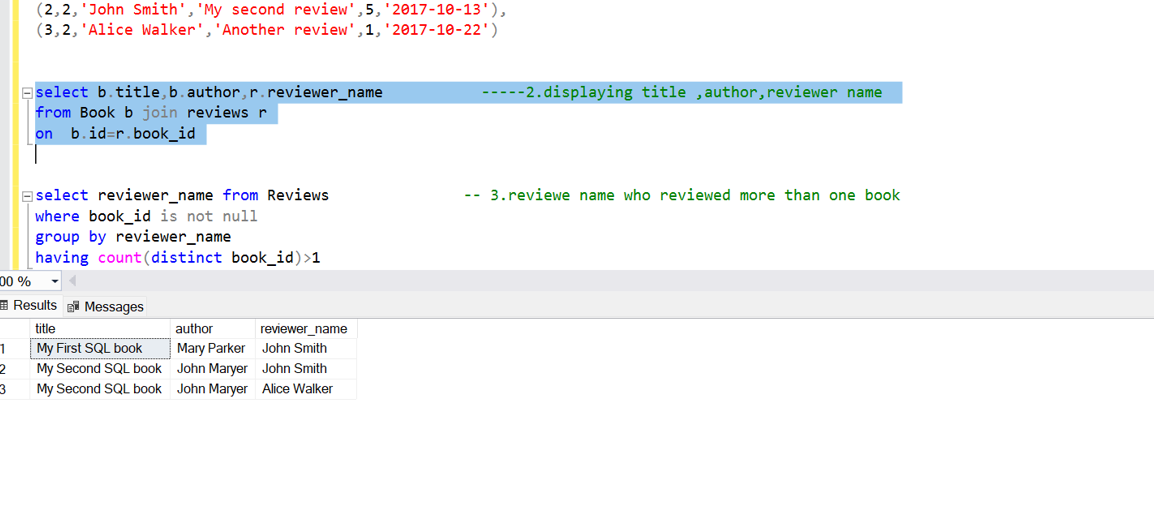 (2,2,'John Smith','My second review',5,'2017-10-13'),
(3,2,'Alice Walker','Another review',1,'2017-10-22')
select b.title,b.author,r.reviewer_name -----2.displaying title ,author,reviewer name
from Book b join reviews r
on b.id=r.book_id
select reviewer_name from Reviews -- 3.reviewe name who reviewed more than one book
where book_id is not null
group by reviewer_name
having count(distinct book_id)>1
00 %
Results Messages
title author reviewer_name
1 My First SQL book Mary Parker John Smith
2 My Second SQL book John Maryer John Smith
3 My Second SQL book John Maryer Alice Walker